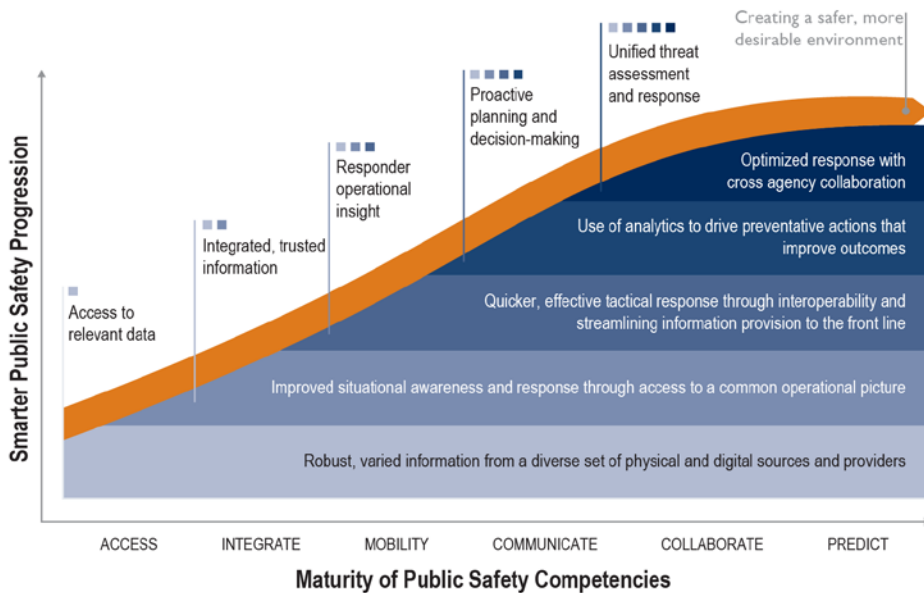 Creating a safer, more
desirable environment
Unified threat
assessment
and response
Proactive
planning and
decision-making
Responder
operational
insight
Integrated, trusted
information
Access to
relevant data
Optimized response with
cross agency collaboration
Use of analytics to drive preventative actions that
improve outcomes
Quicker, effective tactical response through interoperability and
streamlining information provision to the front line
Improved situational awareness and response through access to a common operational picture
Robust, varied information from a diverse set of physical and digital sources and providers
Smarter Public Safety Progression
ACCESS
INTEGRATE
MOBILITY
COMMUNICATE
COLLABORATE
PREDICT
Maturity of Public Safety Competencies